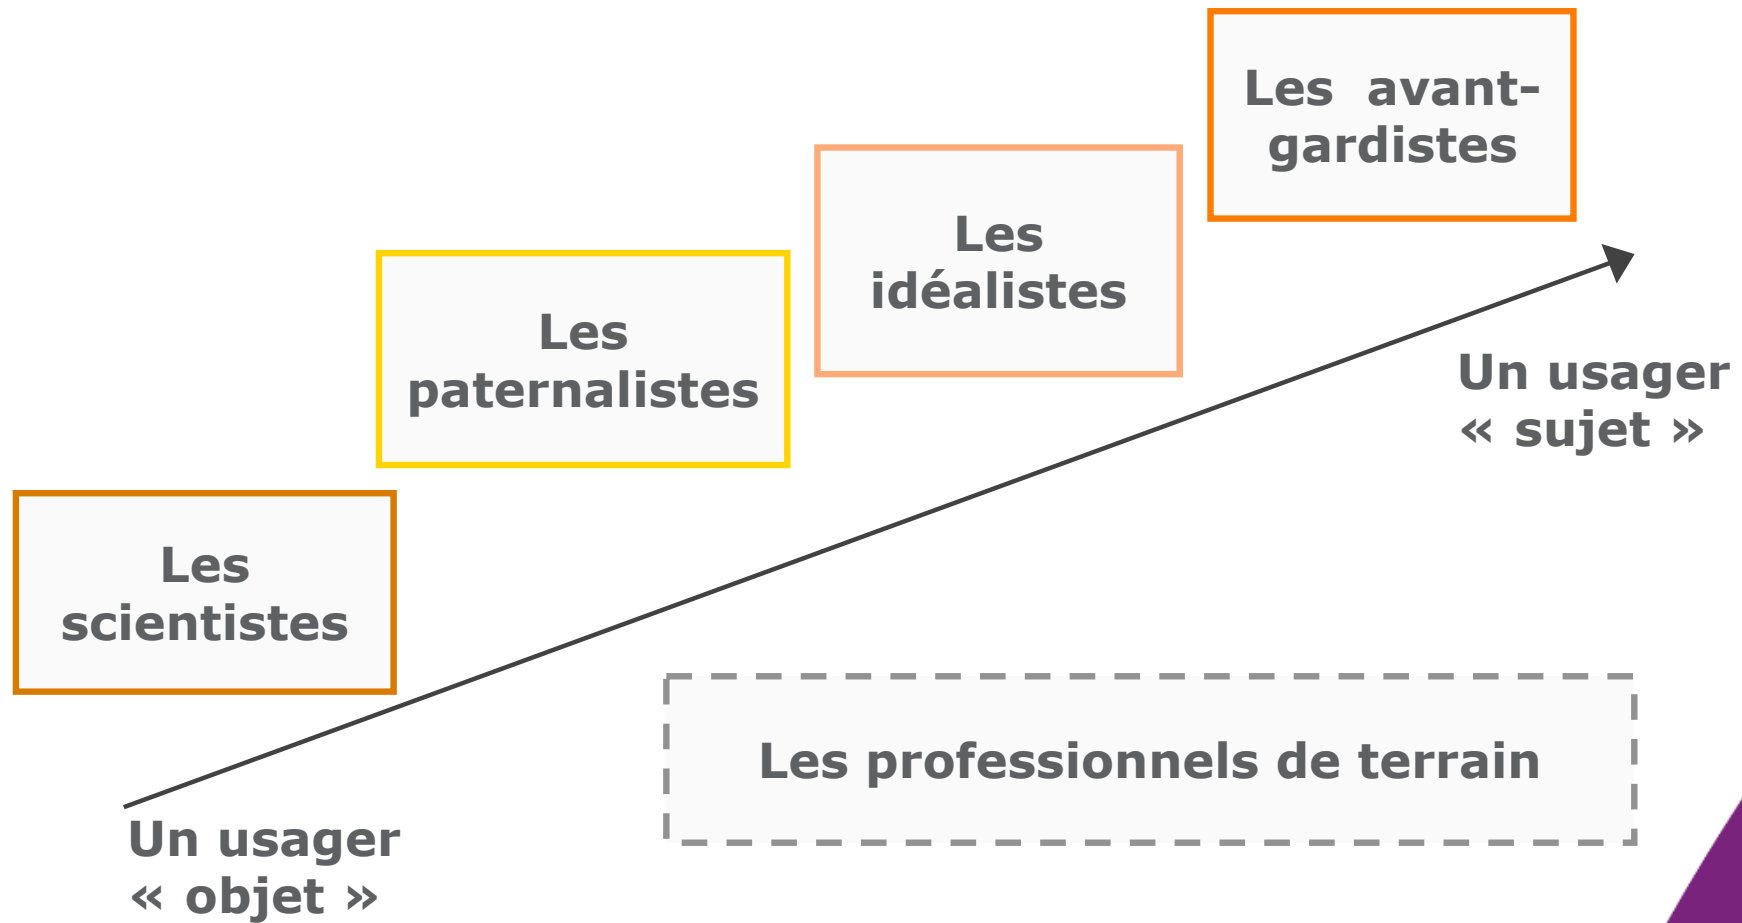 Les avant-
gardistes
Les
idéalistes
Les
paternalistes
Un usager
« sujet »
Les
scientistes
Les professionnels de terrain
Un usager
« objet »